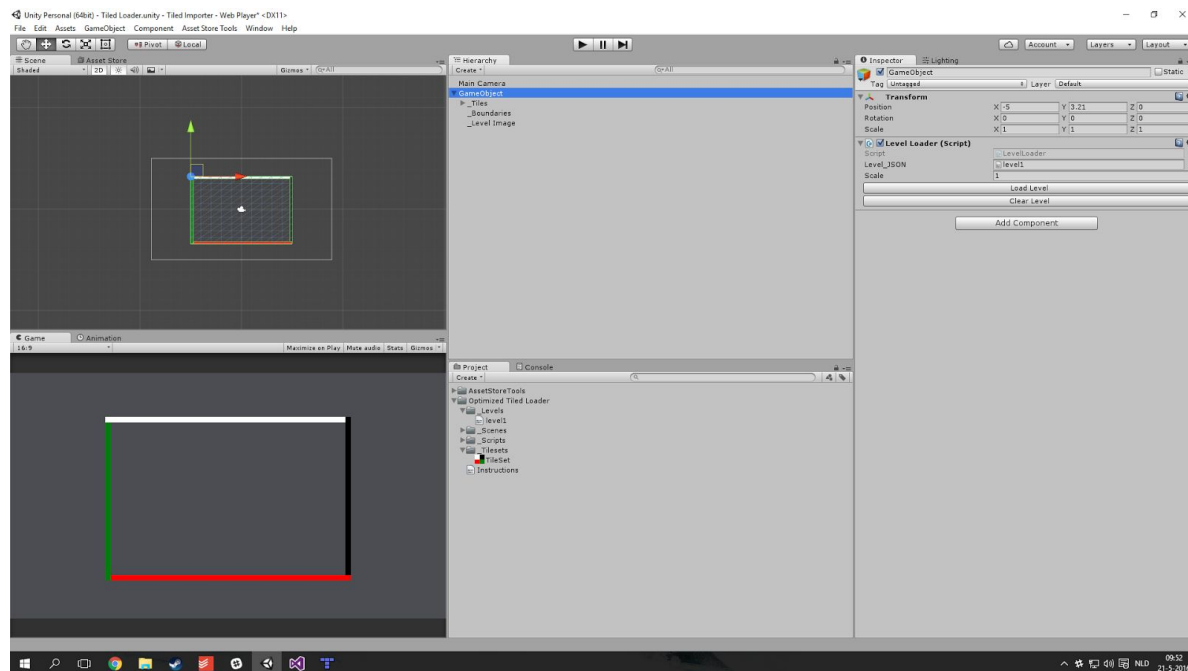 Unity Personal (64bit) - Tiled Loader.unity - Tiled Importer - Web Player* <DX11>
File Edit Assets GameObject Component Asset Store Tools Window Help
Pivot Local
Account Layers Layout
Scene Asset Store
Shaded 2D Gizmos All
Hierarchy
Create All
Main Camera
GameObject
_Tiles
_Boundaries
_Level Image
Inspector Lighting
GameObject Static
Tag Untagged Layer Default
Transform
Position X -5 Y 3.21 Z 0
Rotation X 0 Y 0 Z 0
Scale X 1 Y 1 Z 1
Level Loader (Script)
Script LevelLoader
Level_JSON level1
Scale 1
Load Level
Clear Level
Add Component
Game Animation
16:9 Maximize on Play Mute audio Stats Gizmos
Project Console
Create
AssetStoreTools
Optimized Tiled Loader
_Levels
level1
_Scenes
_Scripts
_Tilesets
TileSet
Instructions
NLD
09:52